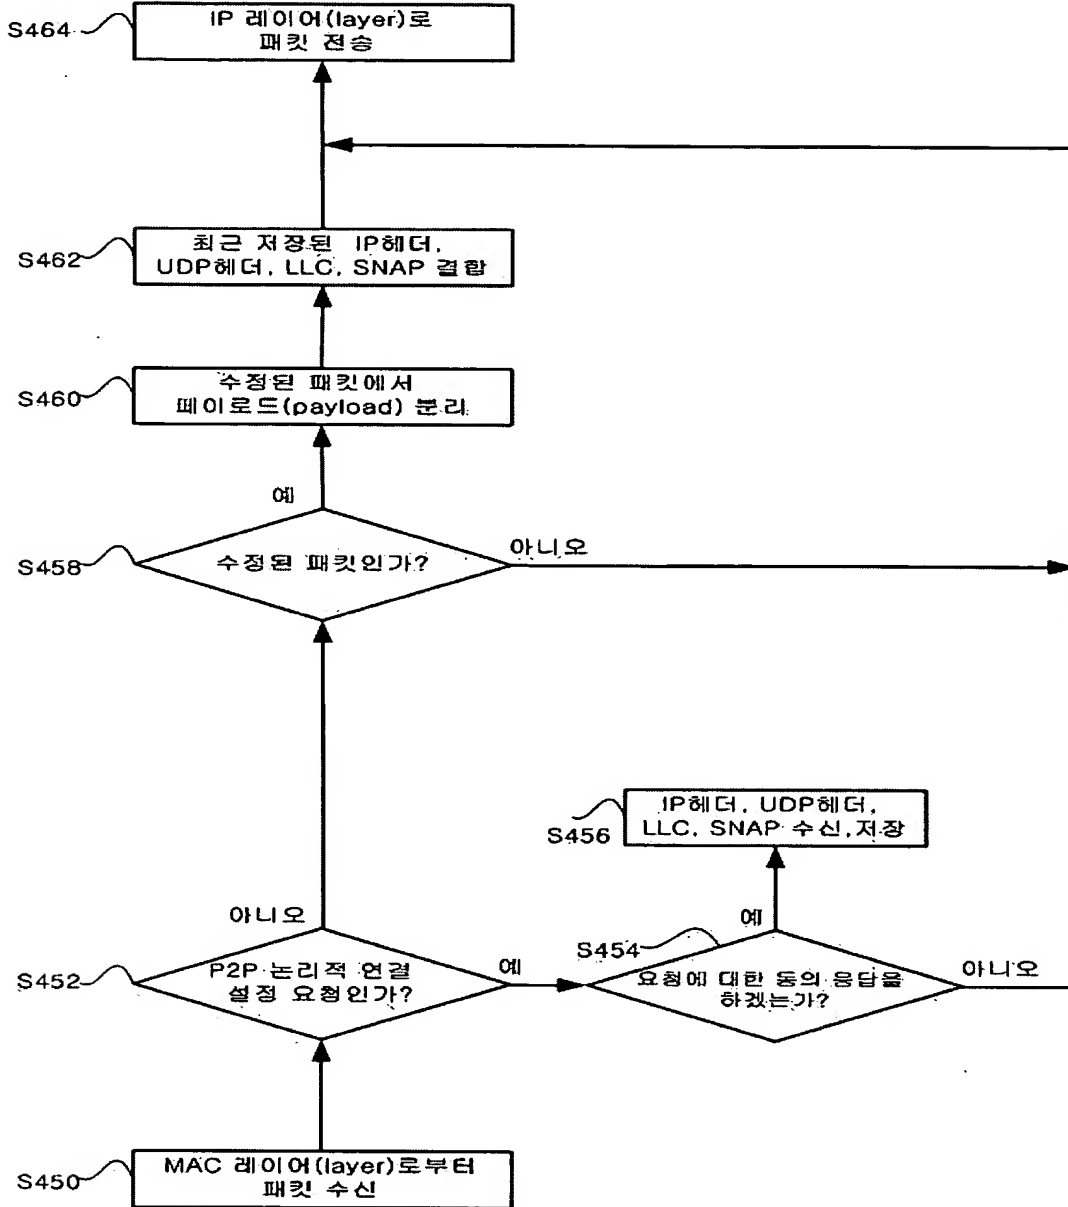 S464
IP 레이어(layer)로
패킷 전송
S462
최근 저장된 IP헤더,
UDP헤더, LLC, SNAP 결합
S460
수정된 패킷에서
페이로드(payload) 분리
예
S458
수정된 패킷인가?
아니오
IP헤더, UDP헤더,
LLC, SNAP 수신,저장
S456
아니오
예
S452
P2P 논리적 연결
설정 요청인가?
예
S454
요청에 대한 동의 응답을
하겠는가?
아니오
S450
MAC 레이어(layer)로부터
패킷 수신